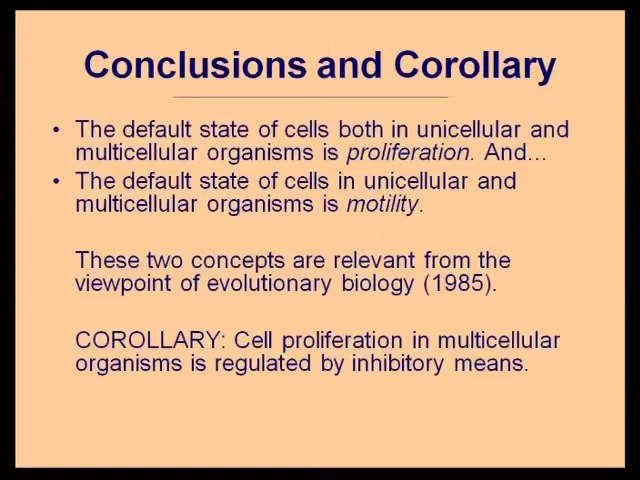 Conclusions and Corollary
• The default state of cells both in unicellular and
multicellular organisms is proliferation. And...
• The default state of cells in unicellular and
multicellular organisms is motility.
These two concepts are relevant from the
viewpoint of evolutionary biology (1985).
COROLLARY: Cell proliferation in multicellular
organisms is regulated by inhibitory means.